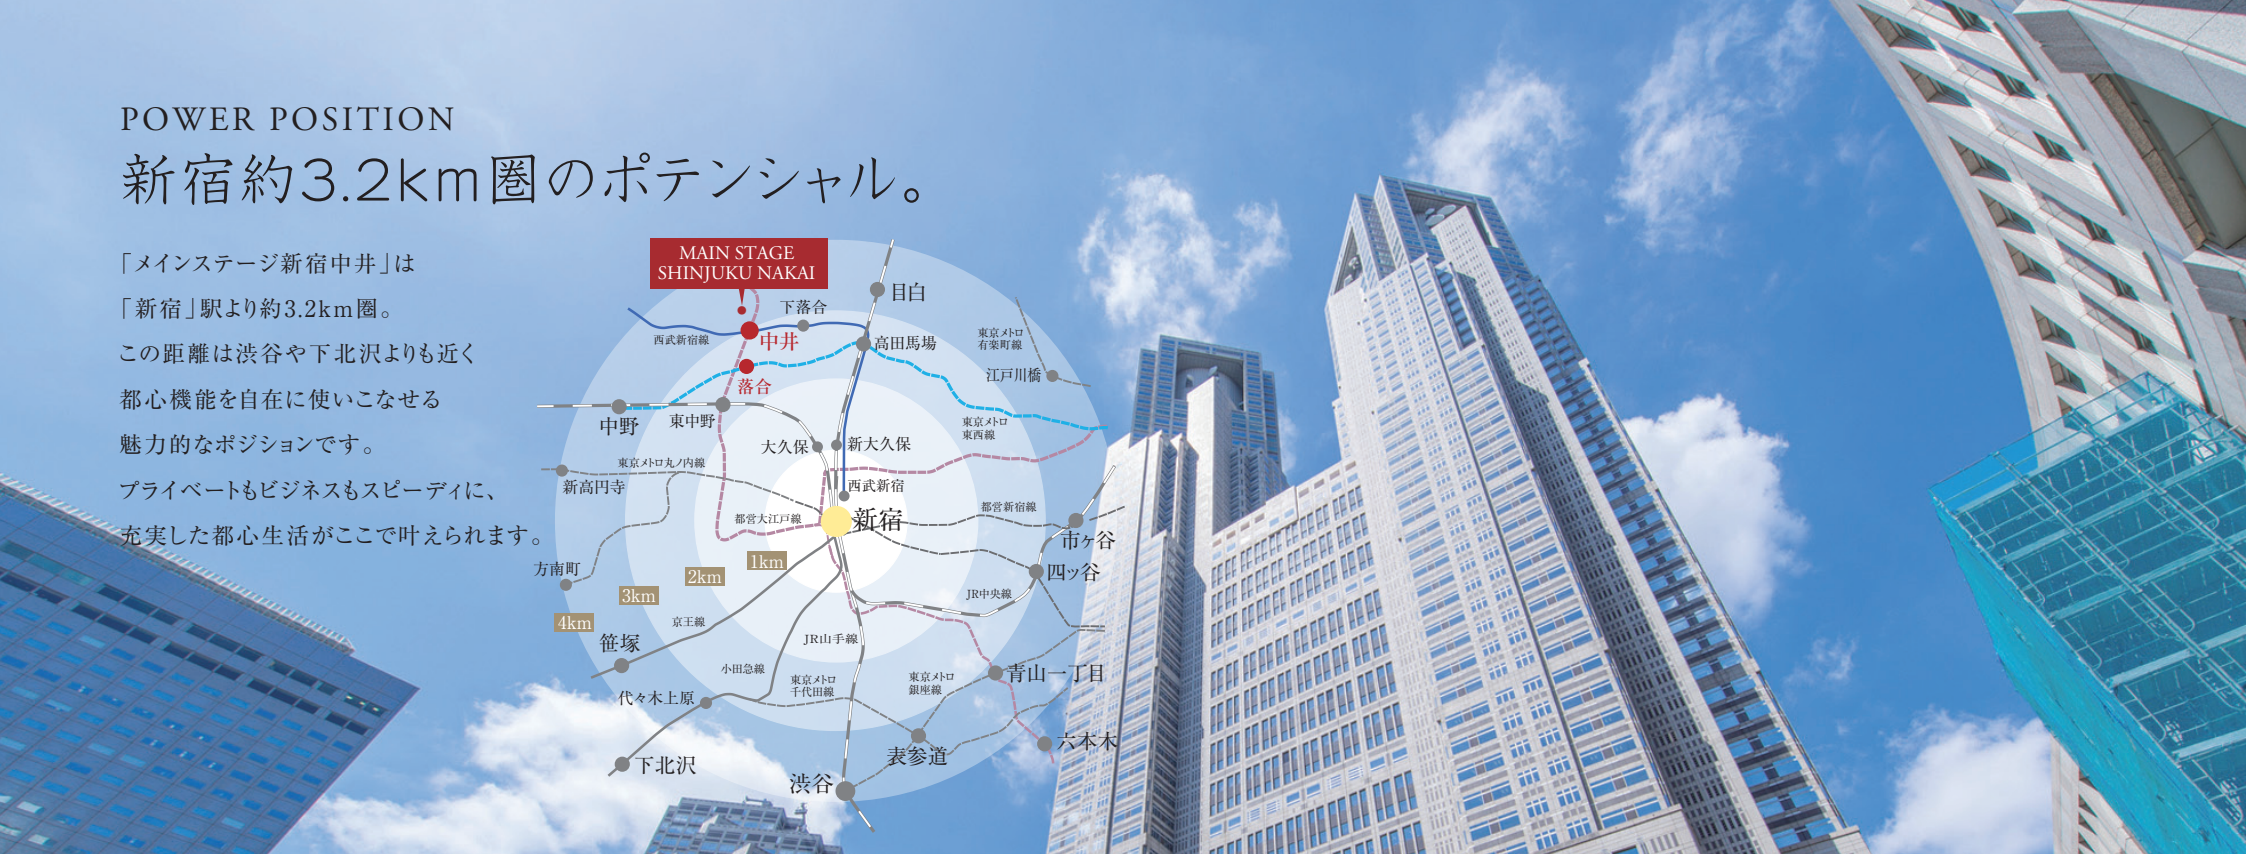 POWER POSITION
新宿約3.2km圏のポテンシャル。
「メインステージ新宿中井」は
「新宿」駅より約3.2km圏。
この距離は渋谷や下北沢よりも近く
都心機能を自在に使いこなせる
魅力的なポジションです。
プライベートもビジネスもスピーディに、
充実した都心生活がここで叶えられます。
MAIN STAGE
SHINJUKU NAKAI
目白
下落合
西武新宿線
中井
高田馬場
東京メトロ
有楽町線
江戸川橋
落合
中野
東中野
東京メトロ
東西線
大久保
新大久保
東京メトロ丸ノ内線
新高円寺
西武新宿
都営大江戸線
新宿
都営新宿線
市ヶ谷
1km
2km
3km
4km
方南町
四ッ谷
JR中央線
京王線
笹塚
JR山手線
小田急線
東京メトロ
千代田線
東京メトロ
銀座線
青山一丁目
代々木上原
下北沢
表参道
六本木
渋谷